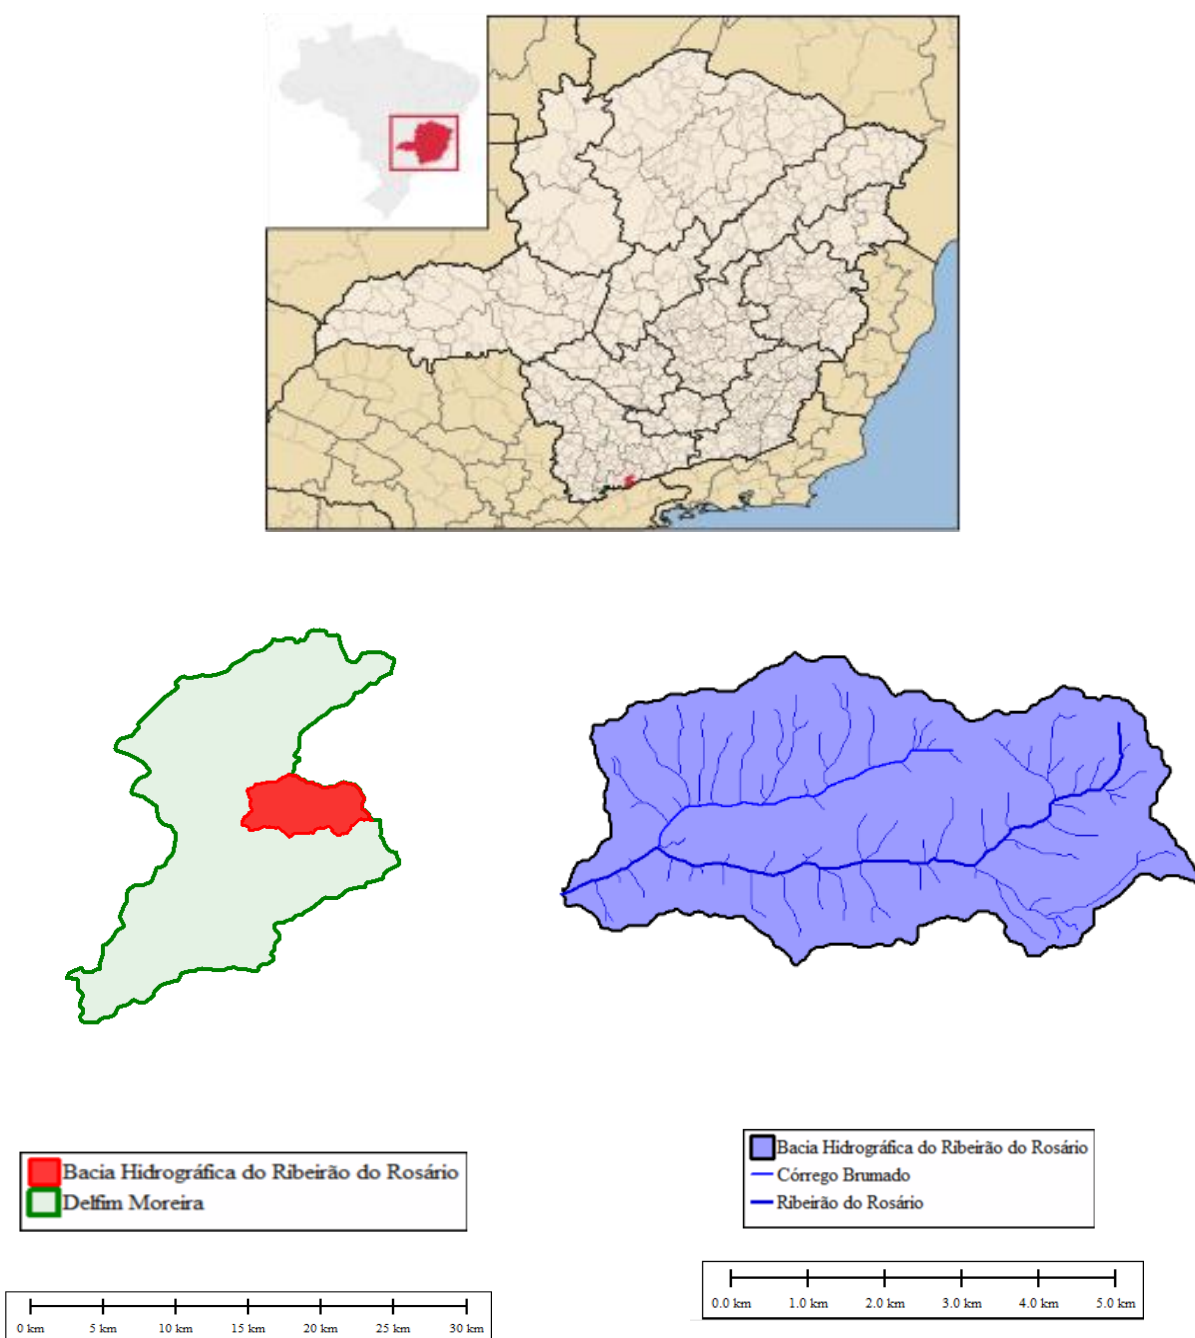 Bacia Hidrográfica do Ribeirão do Rosário
Delfim Moreira
0 km 5 km 10 km 15 km 20 km 25 km 30 km
Bacia Hidrográfica do Ribeirão do Rosário
Córrego Brumado
Ribeirão do Rosário
0.0 km 1.0 km 2.0 km 3.0 km 4.0 km 5.0 km